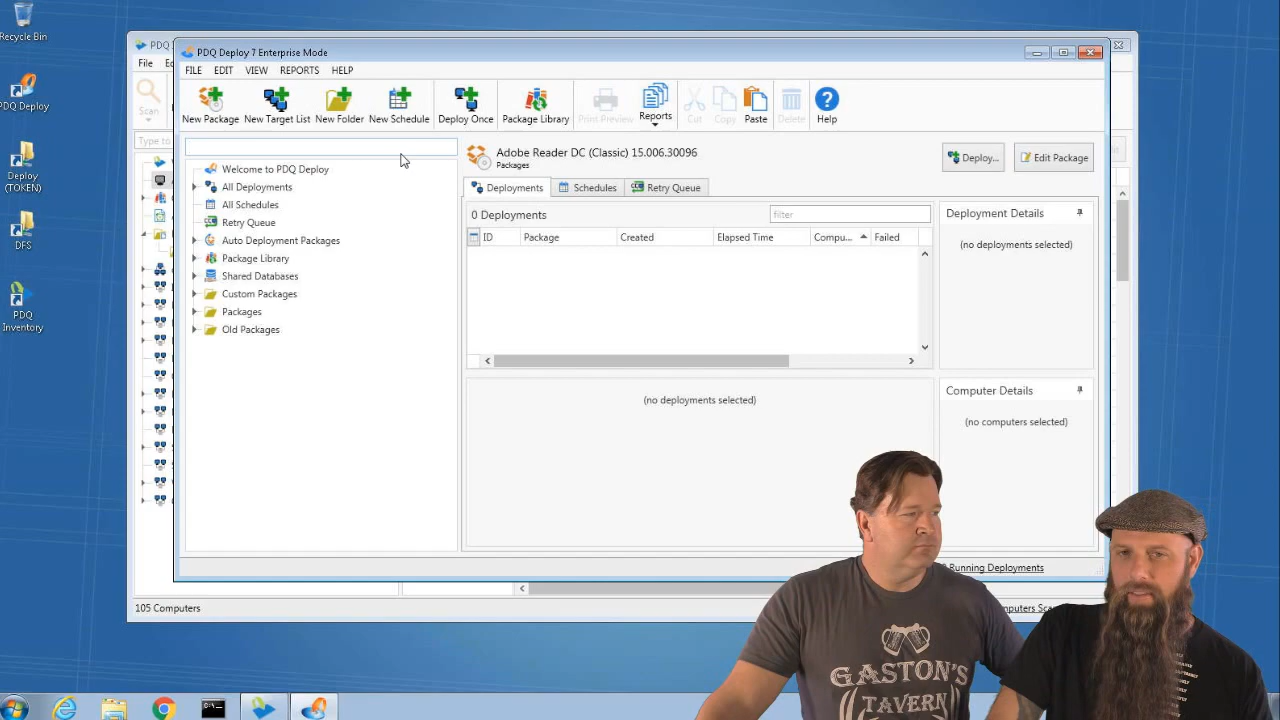 Recycle Bin
PDQ Deploy
Deploy
(TOKEN)
DFS
PDQ
Inventory
PDQ
File
Scan
Type to
105 Computers
PDQ Deploy 7 Enterprise Mode
FILE EDIT VIEW REPORTS HELP
New Package New Target List New Folder New Schedule Deploy Once Package Library Print Preview Reports Cut Copy Paste Delete Help
Welcome to PDQ Deploy
All Deployments
All Schedules
Retry Queue
Auto Deployment Packages
Package Library
Shared Databases
Custom Packages
Packages
Old Packages
Adobe Reader DC (Classic) 15.006.30096
Packages
Deploy... Edit Package
Deployments Schedules Retry Queue
0 Deployments filter
ID Package Created Elapsed Time Compu... Failed
(no deployments selected)
Deployment Details
(no deployments selected)
Computer Details
(no computers selected)
Running Deployments
GASTON'S
TAVERN